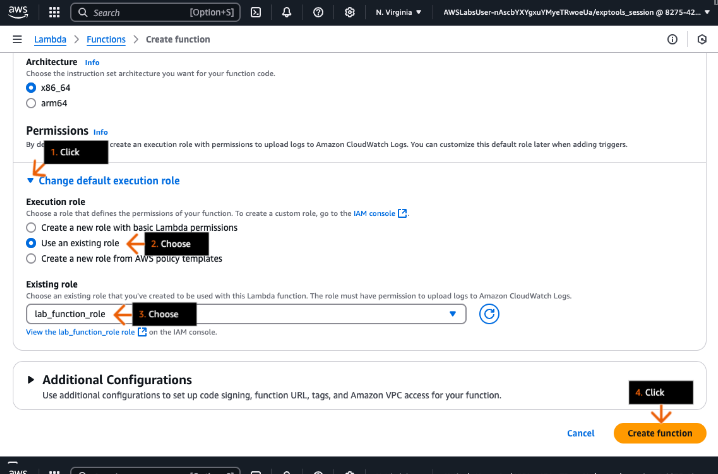 aws
Search
[Option+S]
N. Virginia
AWSLabsUser-nAscbYXYgxuYMyeTRwoeUa/exptools_session @ 8275-42...
Lambda > Functions > Create function
Architecture Info
Choose the instruction set architecture you want for your function code.
x86_64
arm64
Permissions Info
By de create an execution role with permissions to upload logs to Amazon CloudWatch Logs. You can customize this default role later when adding triggers.
1. Click
Change default execution role
Execution role
Choose a role that defines the permissions of your function. To create a custom role, go to the IAM console.
Create a new role with basic Lambda permissions
Use an existing role
2. Choose
Create a new role from AWS policy templates
Existing role
Choose an existing role that you've created to be used with this Lambda function. The role must have permission to upload logs to Amazon CloudWatch Logs.
lab_function_role
3. Choose
View the lab_function_role role on the IAM console.
Additional Configurations
Use additional configurations to set up code signing, function URL, tags, and Amazon VPC access for your function.
4. Click
Cancel
Create function